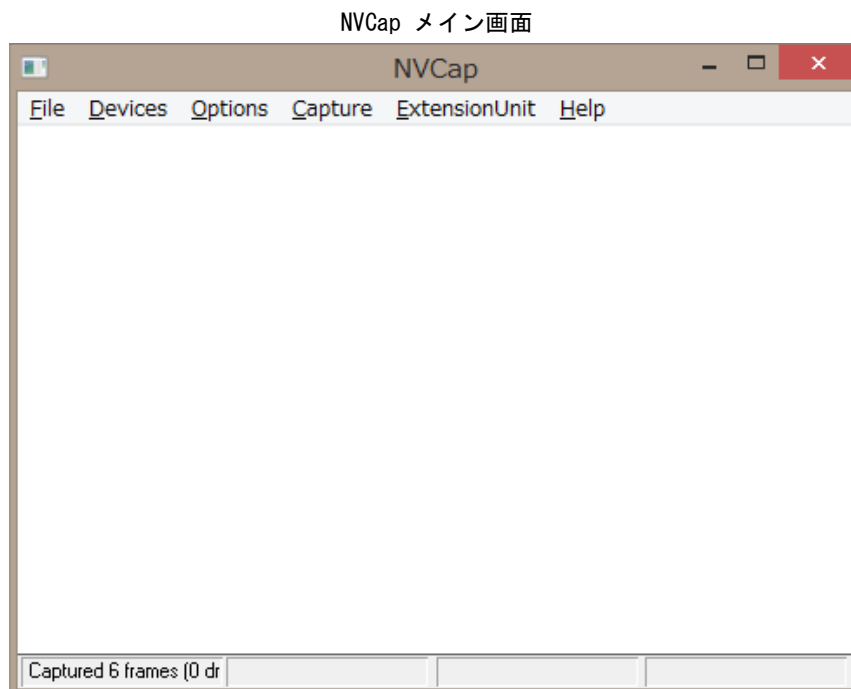 NVCap メイン画面
NVCap
File Devices Options Capture ExtensionUnit Help
Captured 6 frames (0 dr